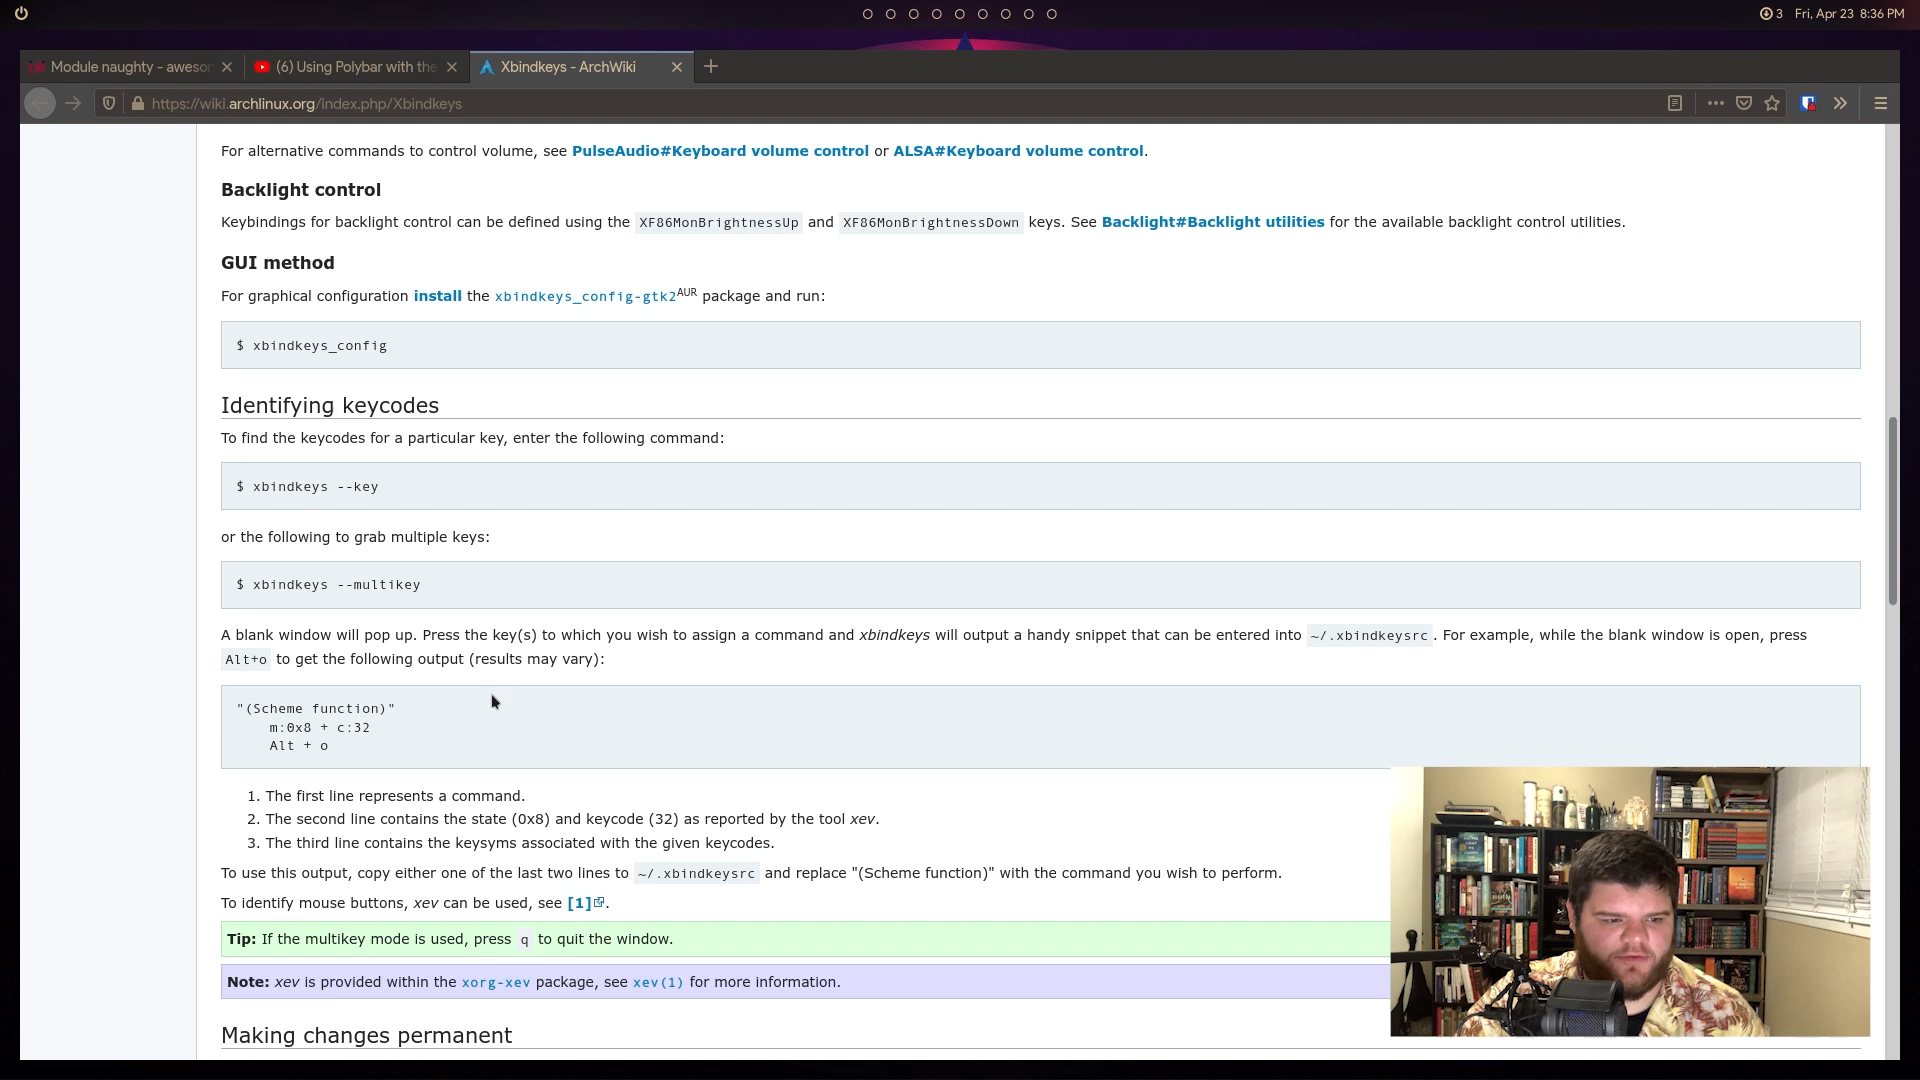 3 Fri, Apr 23 8:36 PM
Module naughty - aweson
(6) Using Polybar with the
Xbindkeys - ArchWiki
https://wiki.archlinux.org/index.php/Xbindkeys
For alternative commands to control volume, see PulseAudio#Keyboard volume control or ALSA#Keyboard volume control.
Backlight control
Keybindings for backlight control can be defined using the XF86MonBrightnessUp and XF86MonBrightnessDown keys. See Backlight#Backlight utilities for the available backlight control utilities.
GUI method
For graphical configuration install the xbindkeys_config-gtk2AUR package and run:
$ xbindkeys_config
Identifying keycodes
To find the keycodes for a particular key, enter the following command:
$ xbindkeys --key
or the following to grab multiple keys:
$ xbindkeys --multikey
A blank window will pop up. Press the key(s) to which you wish to assign a command and xbindkeys will output a handy snippet that can be entered into ~/.xbindkeysrc. For example, while the blank window is open, press
Alt+o to get the following output (results may vary):
"(Scheme function)"
m:0x8 + c:32
Alt + o
1. The first line represents a command.
2. The second line contains the state (0x8) and keycode (32) as reported by the tool xev.
3. The third line contains the keysyms associated with the given keycodes.
To use this output, copy either one of the last two lines to ~/.xbindkeysrc and replace "(Scheme function)" with the command you wish to perform.
To identify mouse buttons, xev can be used, see [1].
Tip: If the multikey mode is used, press q to quit the window.
Note: xev is provided within the xorg-xev package, see xev(1) for more information.
Making changes permanent